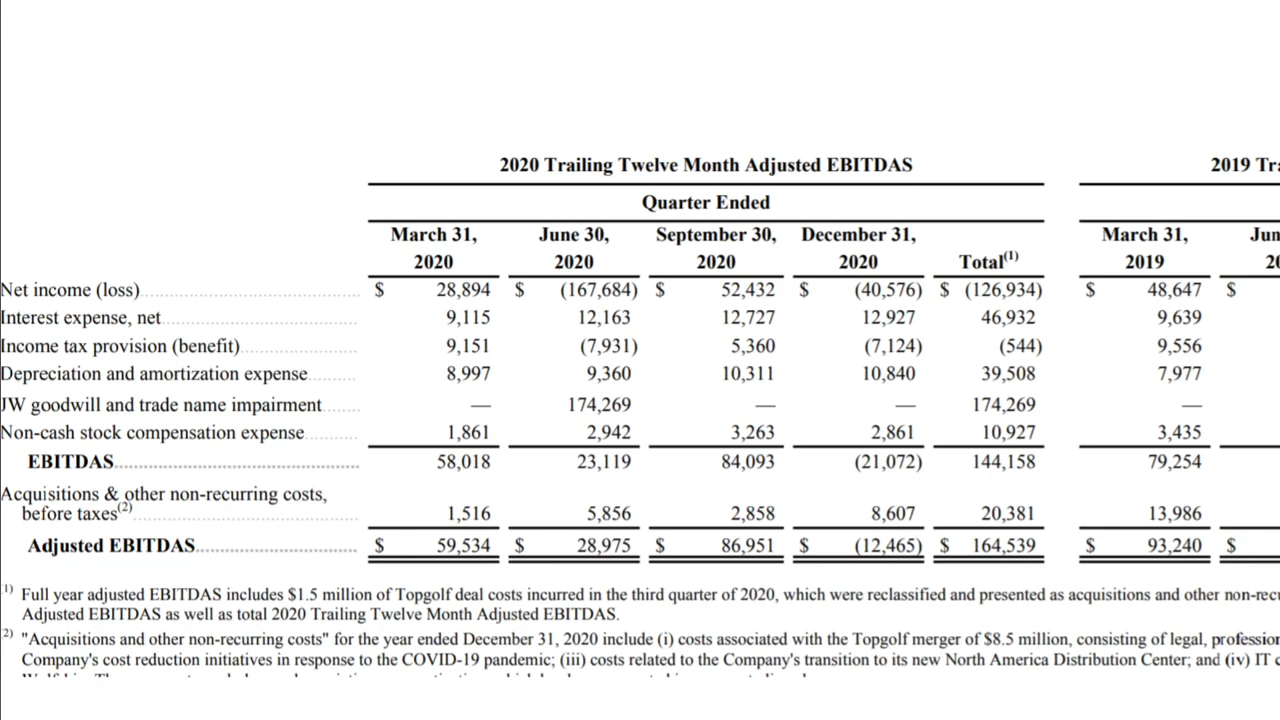 2020 Trailing Twelve Month Adjusted EBITDAS 2019
Quarter Ended
March 31, June 30, September 30, December 31, March 31,
2020 2020 2020 2020 Total(1) 2019
Net income (loss) $ 28,894 $ (167,684) $ 52,432 $ (40,576) $ (126,934) $ 48,647 $
Interest expense, net 9,115 12,163 12,727 12,927 46,932 9,639
Income tax provision (benefit) 9,151 (7,931) 5,360 (7,124) (544) 9,556
Depreciation and amortization expense 8,997 9,360 10,311 10,840 39,508 7,977
JW goodwill and trade name impairment — 174,269 — — 174,269 —
Non-cash stock compensation expense 1,861 2,942 3,263 2,861 10,927 3,435
EBITDAS 58,018 23,119 84,093 (21,072) 144,158 79,254
Acquisitions & other non-recurring costs,
before taxes(2) 1,516 5,856 2,858 8,607 20,381 13,986
Adjusted EBITDAS $ 59,534 $ 28,975 $ 86,951 $ (12,465) $ 164,539 $ 93,240 $
(1) Full year adjusted EBITDAS includes $1.5 million of Topgolf deal costs incurred in the third quarter of 2020, which were reclassified and presented as acquisitions and other
Adjusted EBITDAS as well as total 2020 Trailing Twelve Month Adjusted EBITDAS.
(2) "Acquisitions and other non-recurring costs" for the year ended December 31, 2020 include (i) costs associated with the Topgolf merger of $8.5 million, consisting of legal,
Company's cost reduction initiatives in response to the COVID-19 pandemic; (iii) costs related to the Company's transition to its new North America Distribution Center; and (iv) IT